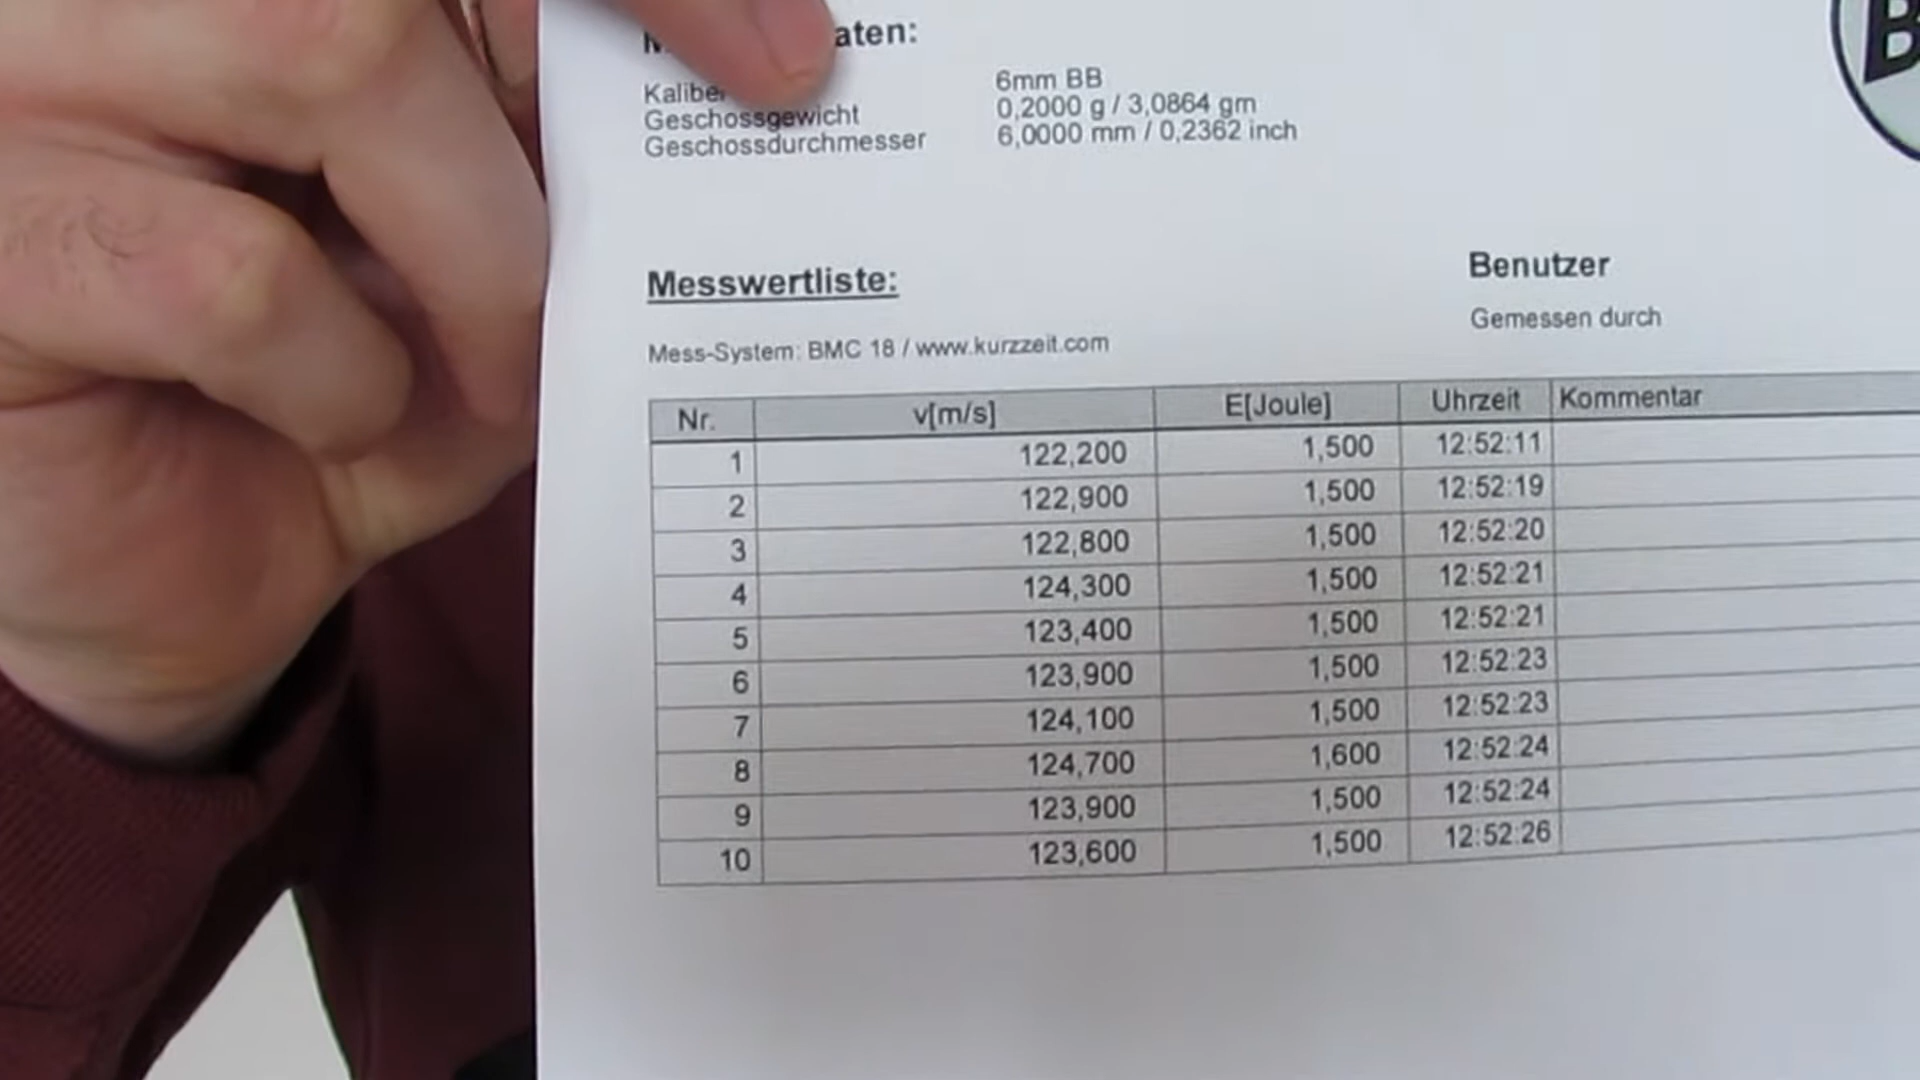 aten:
Kaliber 6mm BB
Geschossgewicht 0,2000 g / 3,0864 gm
Geschossdurchmesser 6,0000 mm / 0,2362 inch
Messwertliste:
Benutzer
Gemessen durch
Mess-System: BMC 18 / www.kurzzeit.com
Nr. v[m/s] E[Joule] Uhrzeit Kommentar
1 122,200 1,500 12:52:11
2 122,900 1,500 12:52:19
3 122,800 1,500 12:52:20
4 124,300 1,500 12:52:21
5 123,400 1,500 12:52:21
6 123,900 1,500 12:52:23
7 124,100 1,500 12:52:23
8 124,700 1,600 12:52:24
9 123,900 1,500 12:52:24
10 123,600 1,500 12:52:26